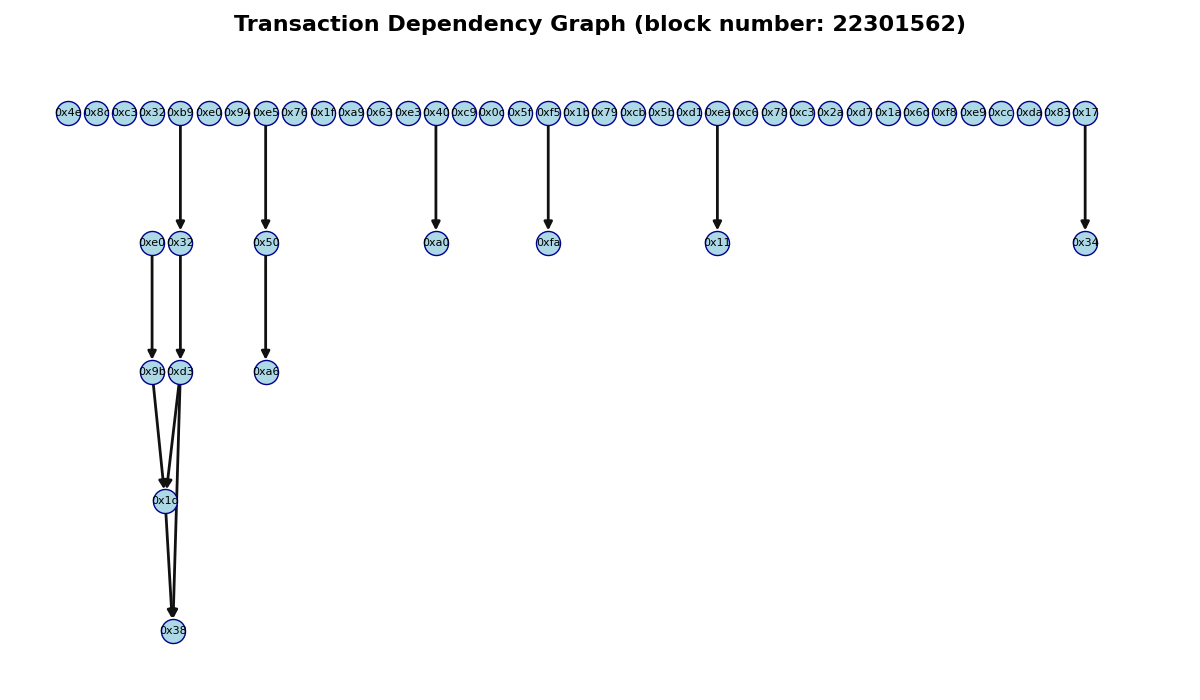 Transaction Dependency Graph (block number: 22301562)
0x4e 0x8c 0xc3 0x32 0xb9 0xe0 0x94 0xe5 0x76 0x1f 0xa9 0x63 0xe3 0x40 0xc9 0x0c 0x5f 0xf5 0x1b 0x79 0xcb 0x5b 0xd1 0xea 0xc6 0x78 0xc3 0x2a 0xd7 0x1a 0x6d 0xf8 0xe9 0xcc 0xda 0x83 0x17
0xe0 0x32 0x50 0xa0 0xfa 0x11 0x34
0x9b 0xd3 0xa6
0x1c
0x38